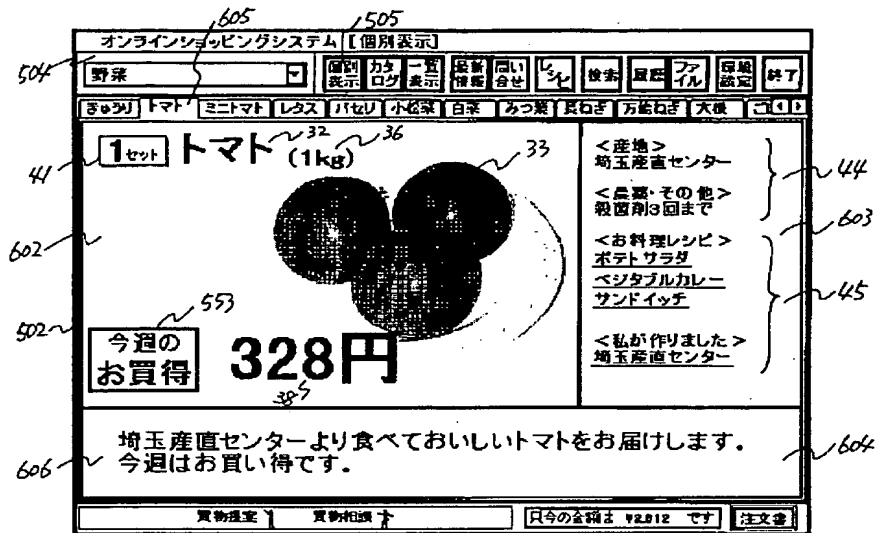 605
505
オンラインショッピングシステム [個別表示]
504
野菜
個別表示 カタログ 一覧表示 最新情報 問い合せ レシピ 検索 履歴 ファイル 環境設定 終了
きゅうり トマト ミニトマト レタス パセリ 小松菜 白菜 みつ葉 長ねぎ 万能ねぎ 大根
1セット トマト (1kg)
32
36
33
41
<産地>
埼玉産直センター
44
<農薬・その他>
殺菌剤3回まで
603
602
<お料理レシピ>
ポテトサラダ
ベジタブルカレー
サンドイッチ
45
553
502
今週の
お買得
328円
385
<私が作りました>
埼玉産直センター
埼玉産直センターより食べておいしいトマトをお届けします。
今週はお買い得です。
606
604
買物提案 買物相談
只今の金額は ¥2,012 です 注文書